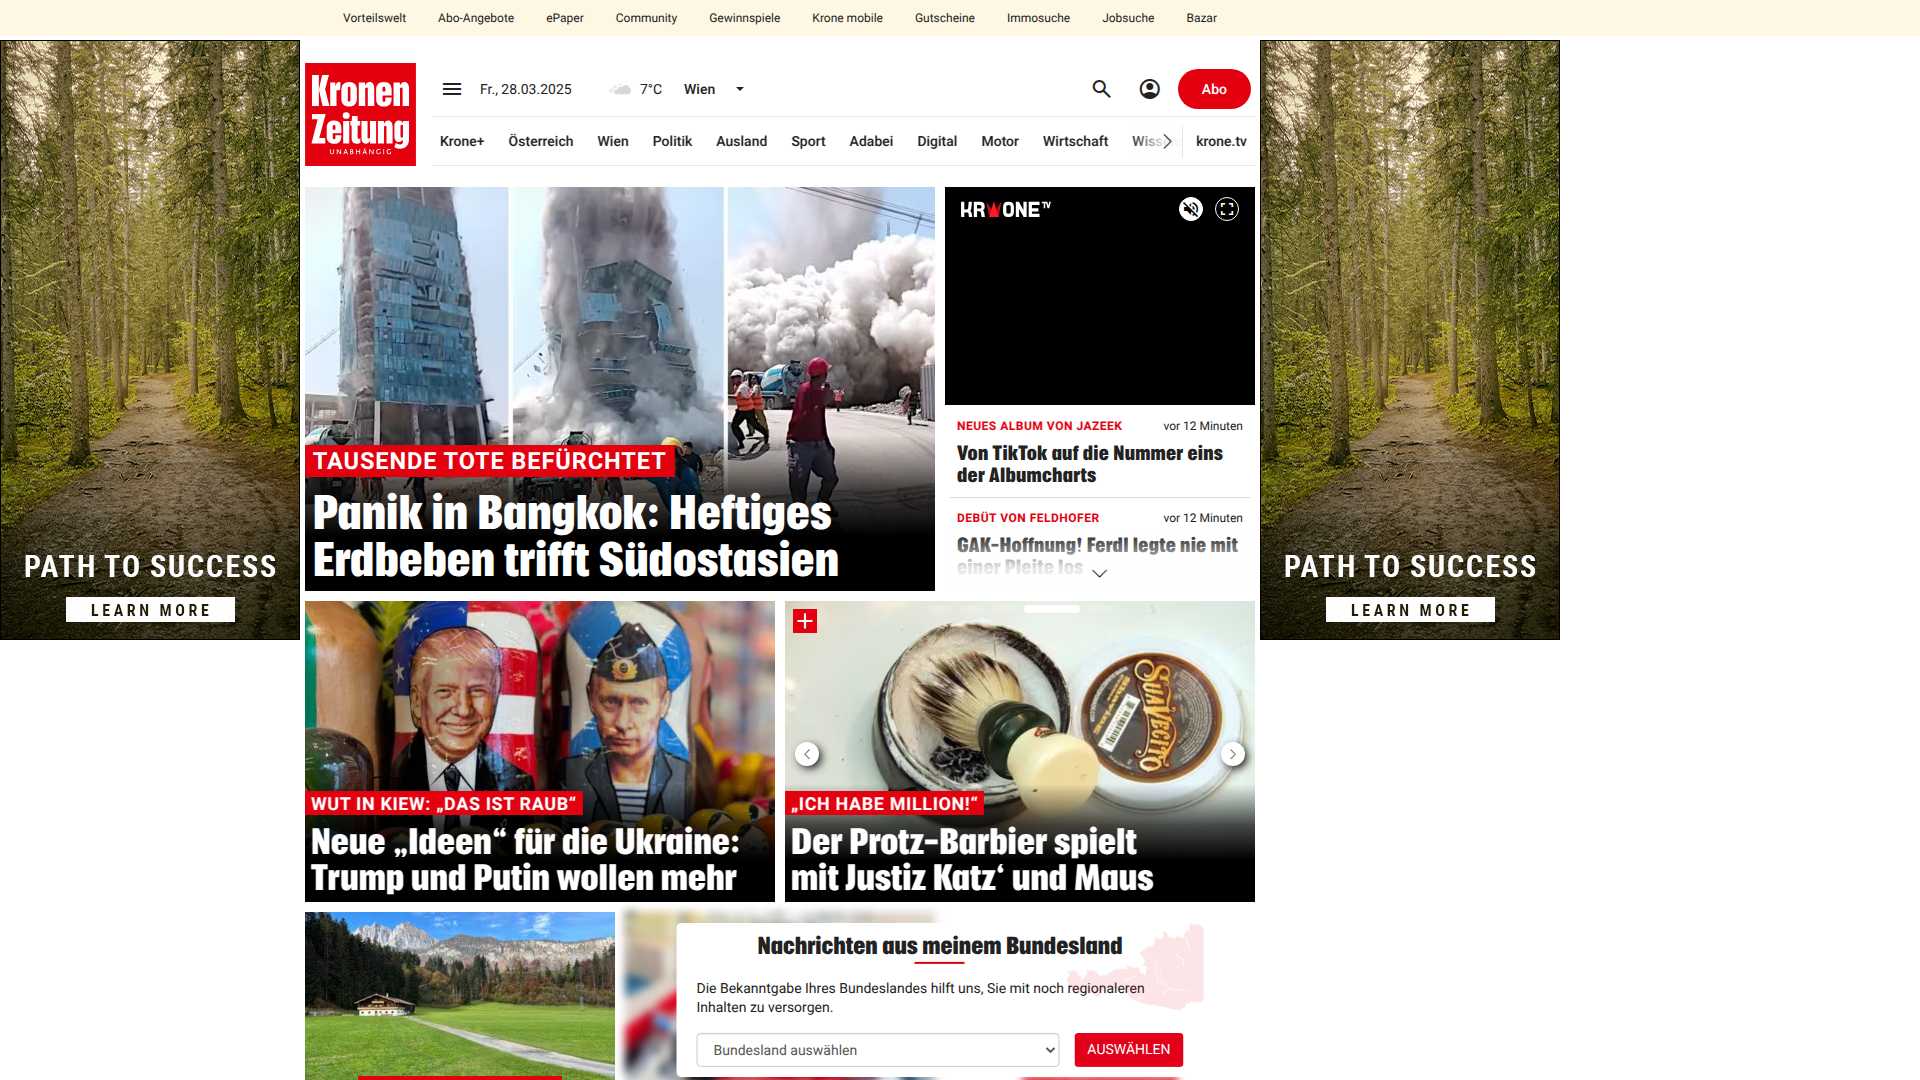 Vorteilswelt Abo-Angebote ePaper Community Gewinnspiele Krone mobile Gutscheine Immosuche Jobsuche Bazar
Kronen
Zeitung
UNABHÄNGIG
Fr., 28.03.2025 7°C Wien Abo
Krone+ Österreich Wien Politik Ausland Sport Adabei Digital Motor Wirtschaft krone.tv
TAUSENDE TOTE BEFÜRCHTET
Panik in Bangkok: Heftiges
Erdbeben trifft Südostasien
KRONE TV
NEUES ALBUM VON JAZEEK vor 12 Minuten
Von TikTok auf die Nummer eins
der Albumcharts
DEBÜT VON FELDHOFER vor 12 Minuten
GAK-Hoffnung! Ferdl legte nie mit
einer Pleite los
PATH TO SUCCESS
LEARN MORE
PATH TO SUCCESS
LEARN MORE
WUT IN KIEW: „DAS IST RAUB“
Neue „Ideen“ für die Ukraine:
Trump und Putin wollen mehr
SUAVECITO
„ICH HABE MILLION!“
Der Protz-Barbier spielt
mit Justiz Katz‘ und Maus
Nachrichten aus meinem Bundesland
Die Bekanntgabe Ihres Bundeslandes hilft uns, Sie mit noch regionaleren
Inhalten zu versorgen.
Bundesland auswählen AUSWÄHLEN